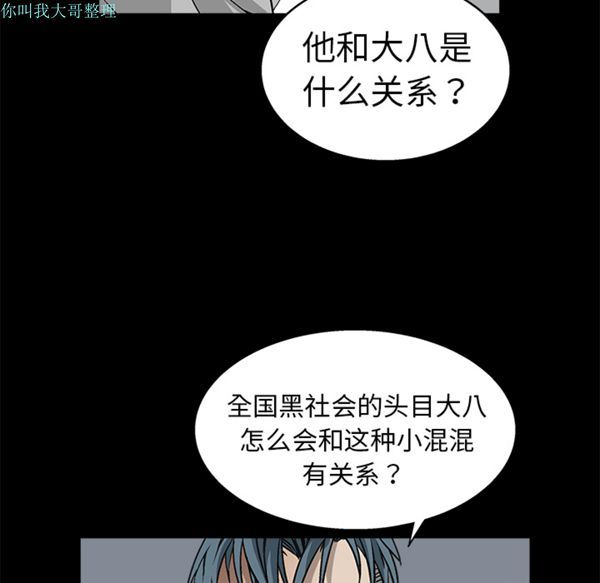 你叫我大哥整理
他和大八是
什么关系？
全国黑社会的头目大八
怎么会和这种小混混
有关系？